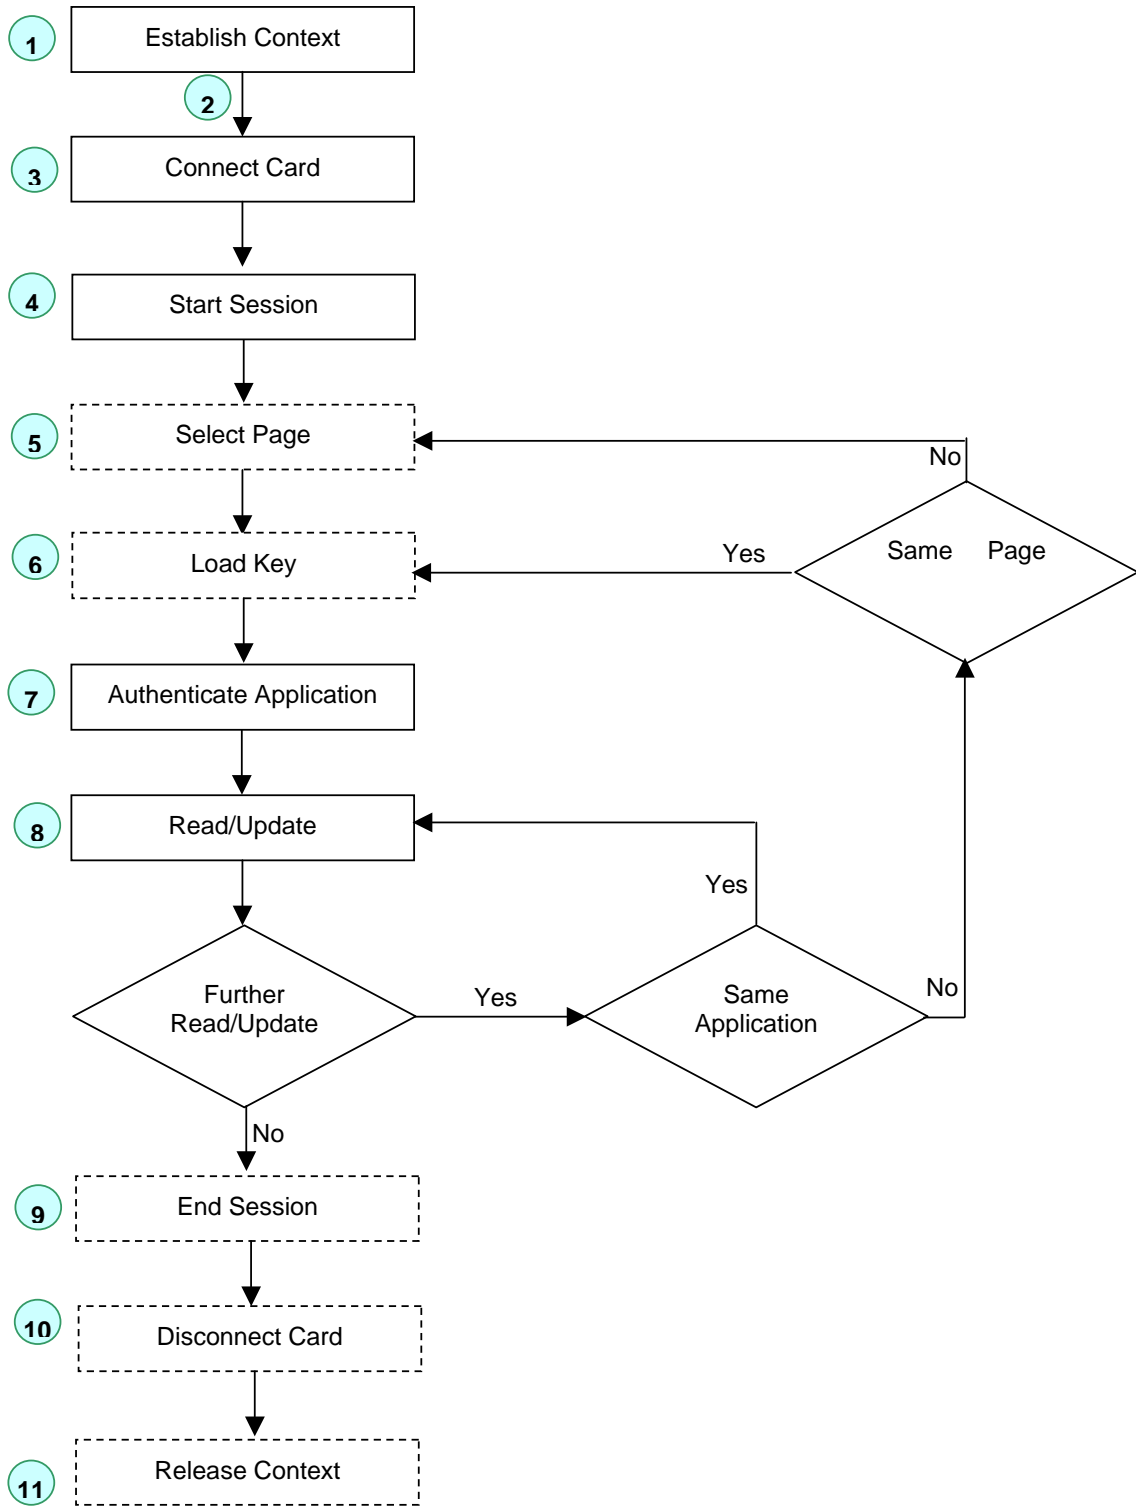 1
Establish Context
2
3
Connect Card
4
Start Session
5
Select Page
No
6
Load Key
Yes
Same Page
7
Authenticate Application
8
Read/Update
Yes
Further
Read/Update
Yes
Same
Application
No
No
9
End Session
10
Disconnect Card
11
Release Context